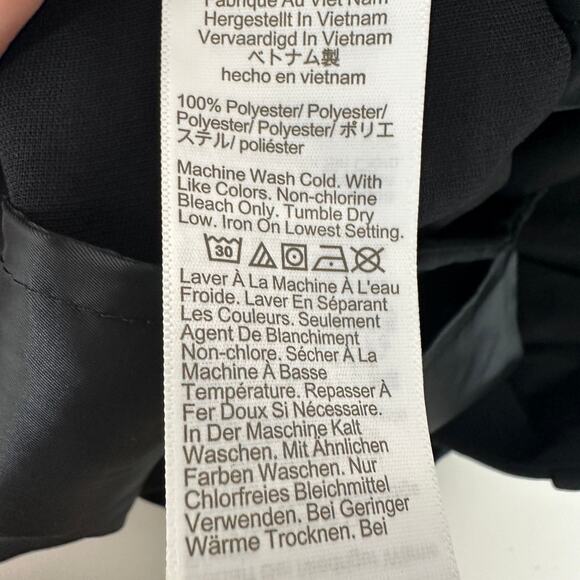 Fabriqué Au Viet Nam
Hergestellt In Vietnam
Vervaardigd In Vietnam
ベトナム製
hecho en vietnam
100% Polyester/ Polyester/
Polyester/ Polyester/ ポリエ
ステル/ poliéster
Machine Wash Cold. With
Like Colors. Non-chlorine
Bleach Only. Tumble Dry
Low. Iron On Lowest Setting.
30
Laver À La Machine À L'eau
Froide. Laver En Séparant
Les Couleurs. Seulement
Agent De Blanchiment
Non-chlore. Sécher À La
Machine À Basse
Température. Repasser À
Fer Doux Si Nécessaire.
In Der Maschine Kalt
Waschen. Mit Ähnlichen
Farben Waschen. Nur
Chlorfreies Bleichmittel
Verwenden. Bei Geringer
Wärme Trocknen. Bei